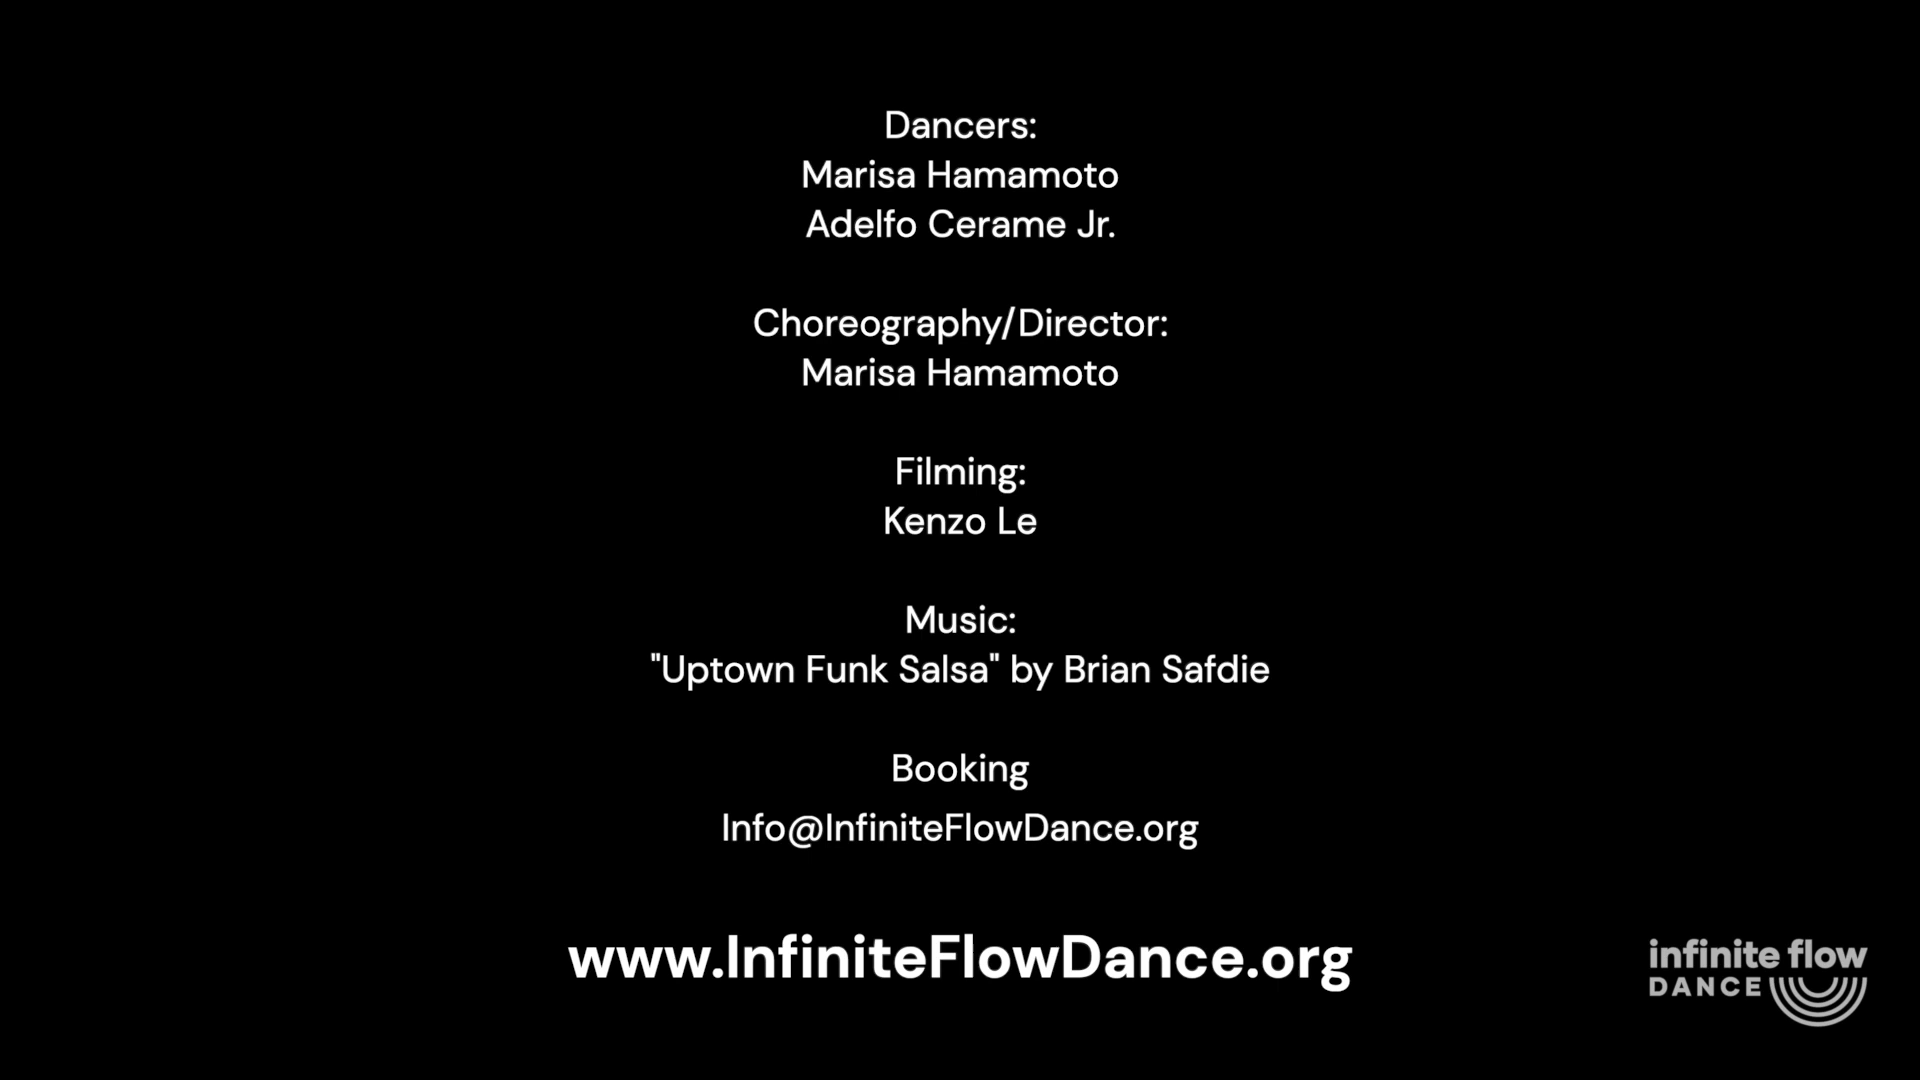 Dancers:
Marisa Hamamoto
Adelfo Cerame Jr.
Choreography/Director:
Marisa Hamamoto
Filming:
Kenzo Le
Music:
"Uptown Funk Salsa" by Brian Safdie
Booking
Info@InfiniteFlowDance.org
www.InfiniteFlowDance.org
infinite flow
DANCE